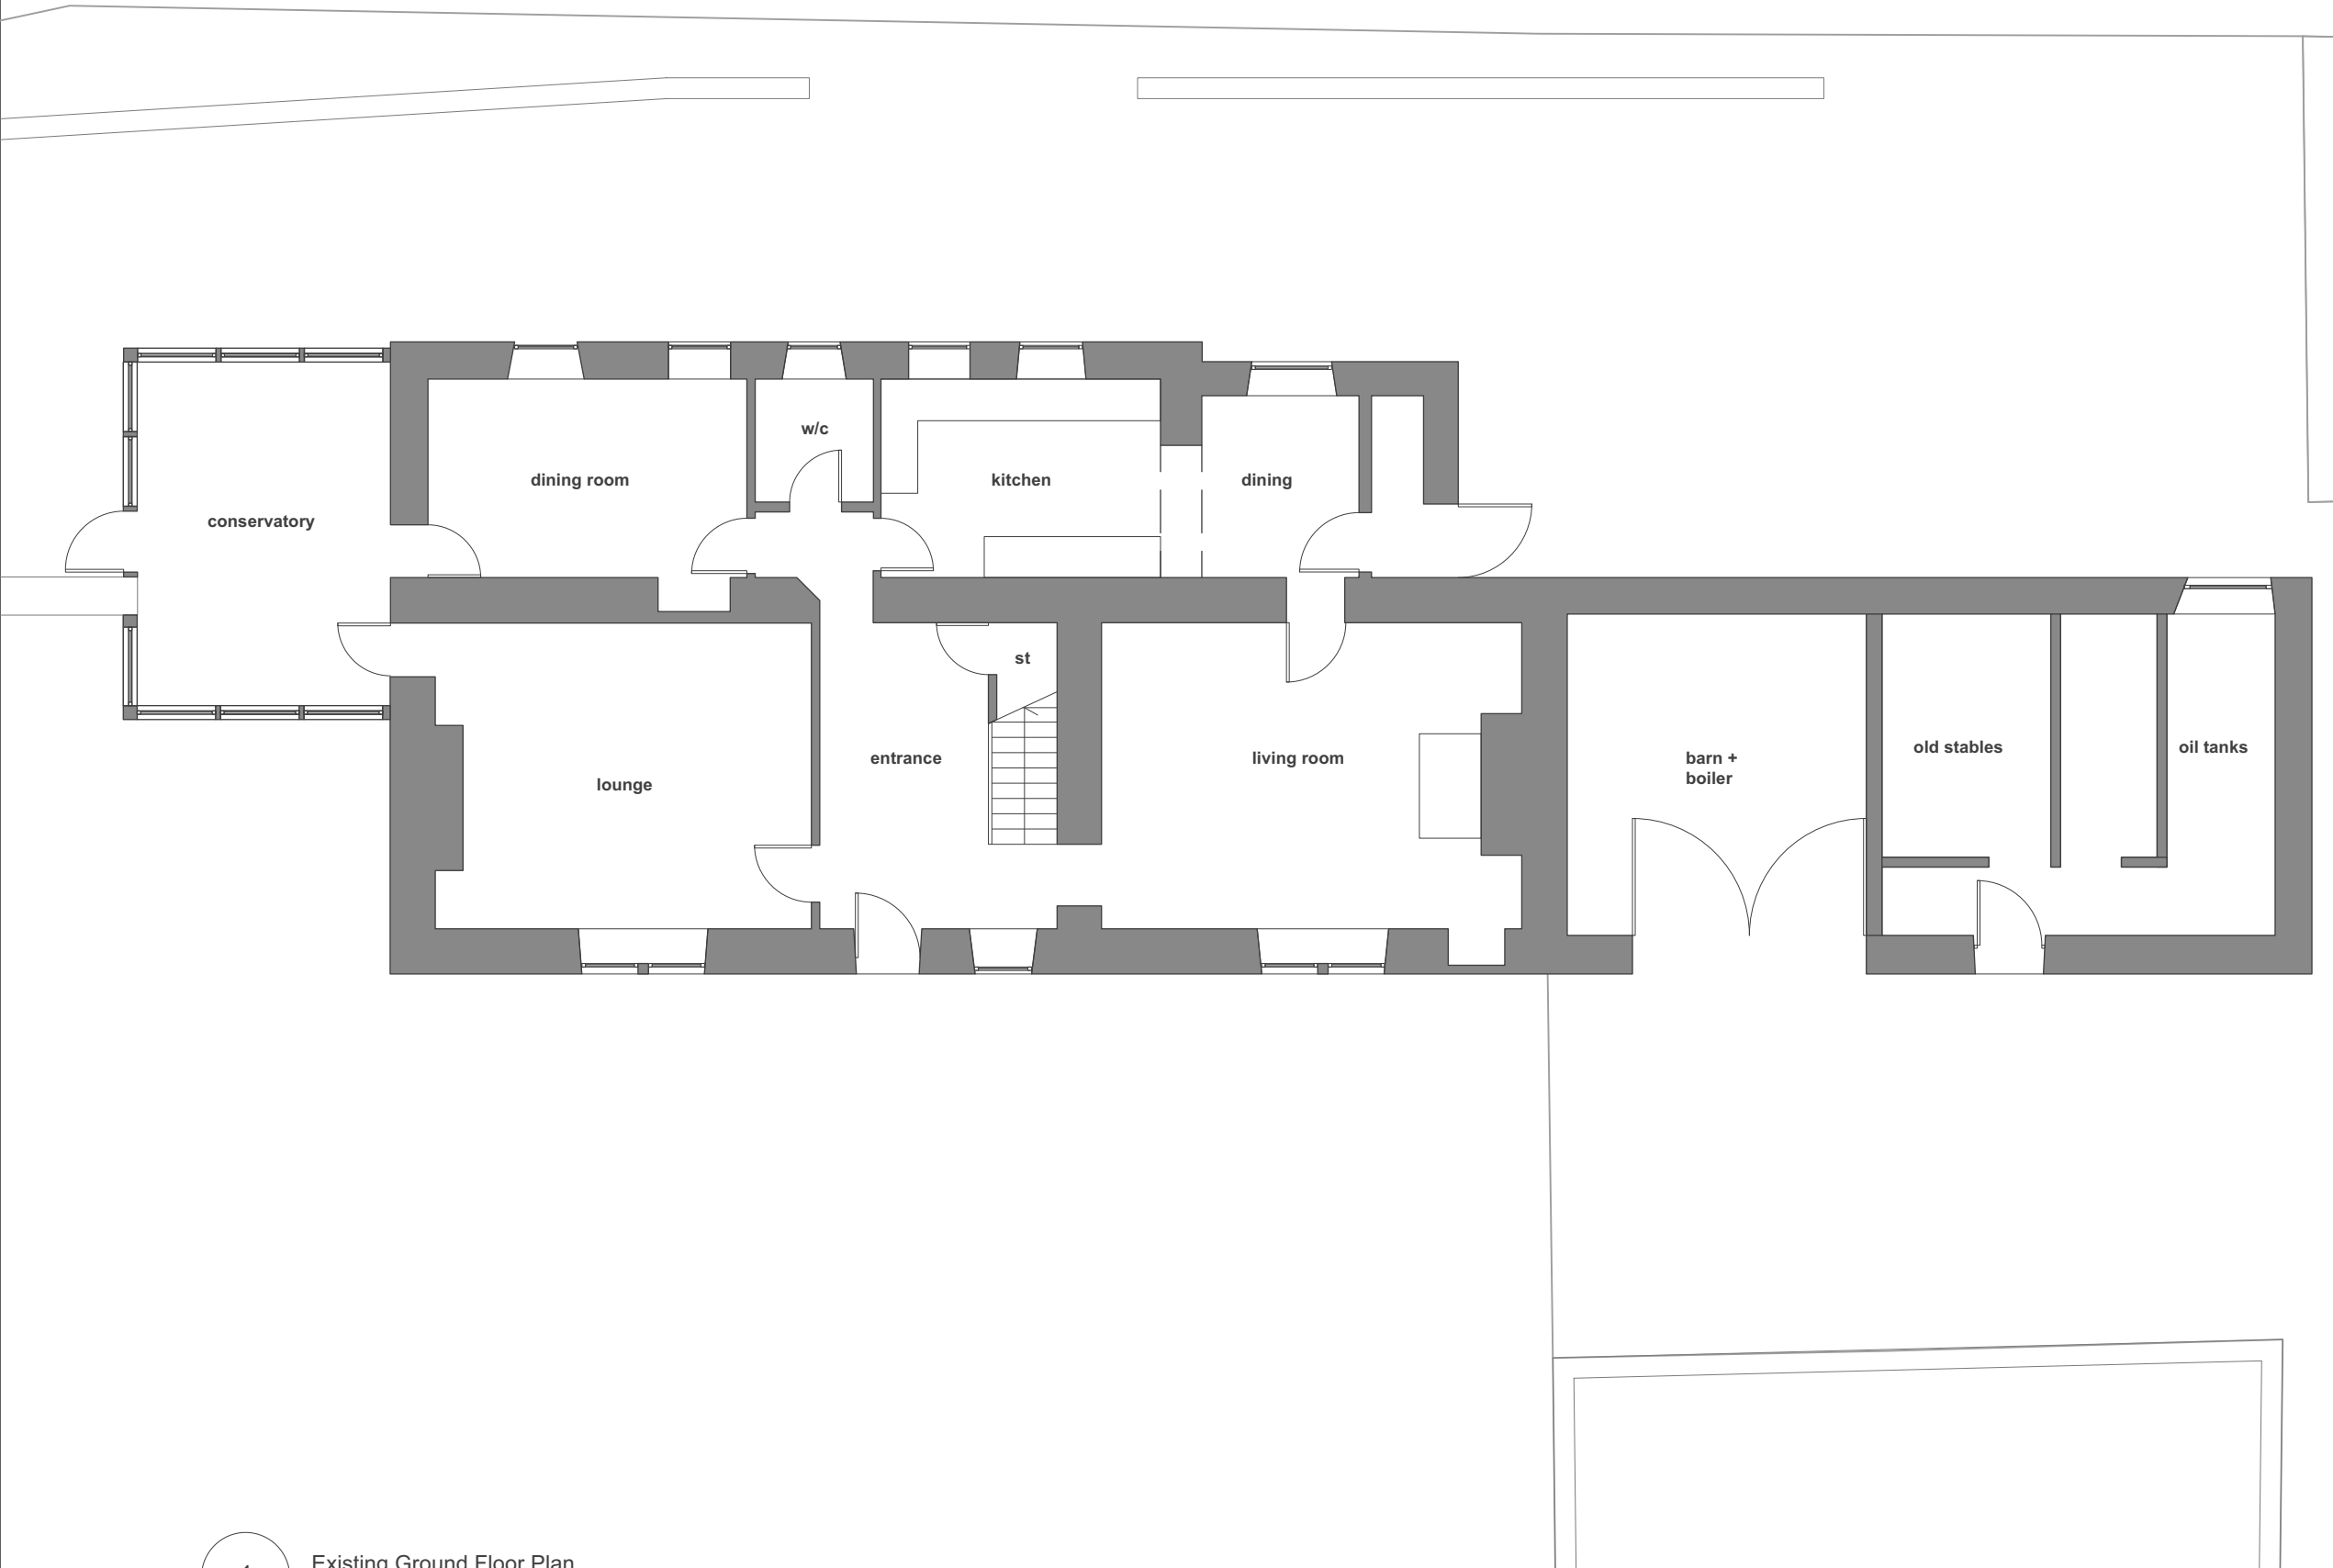 w/c
dining room
kitchen
dining
conservatory
st
entrance
living room
lounge
barn +
boiler
old stables
oil tanks
Existing Ground Floor Plan